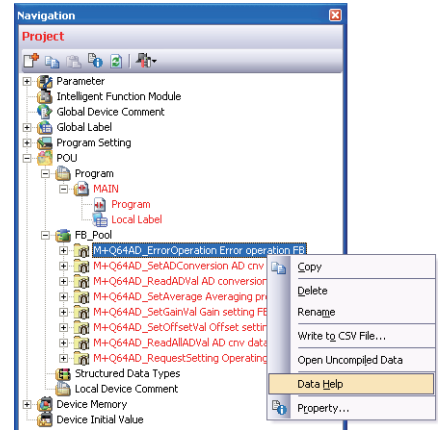 Navigation
Project
Parameter
Intelligent Function Module
Global Device Comment
Global Label
Program Setting
POU
Program
MAIN
Program
Local Label
FB_Pool
M+Q64AD_ErrorOperation Error operation FB
M+Q64AD_SetADConversion AD cnv
M+Q64AD_ReadADVal AD conversion
M+Q64AD_SetAverage Averaging pr
M+Q64AD_SetGainVal Gain setting FB
M+Q64AD_SetOffsetVal Offset settin
M+Q64AD_ReadAllADVal AD cnv data
M+Q64AD_RequestSetting Operating
Structured Data Types
Local Device Comment
Device Memory
Device Initial Value
Copy
Delete
Rename
Write to CSV File...
Open Uncompiled Data
Data Help
Property...